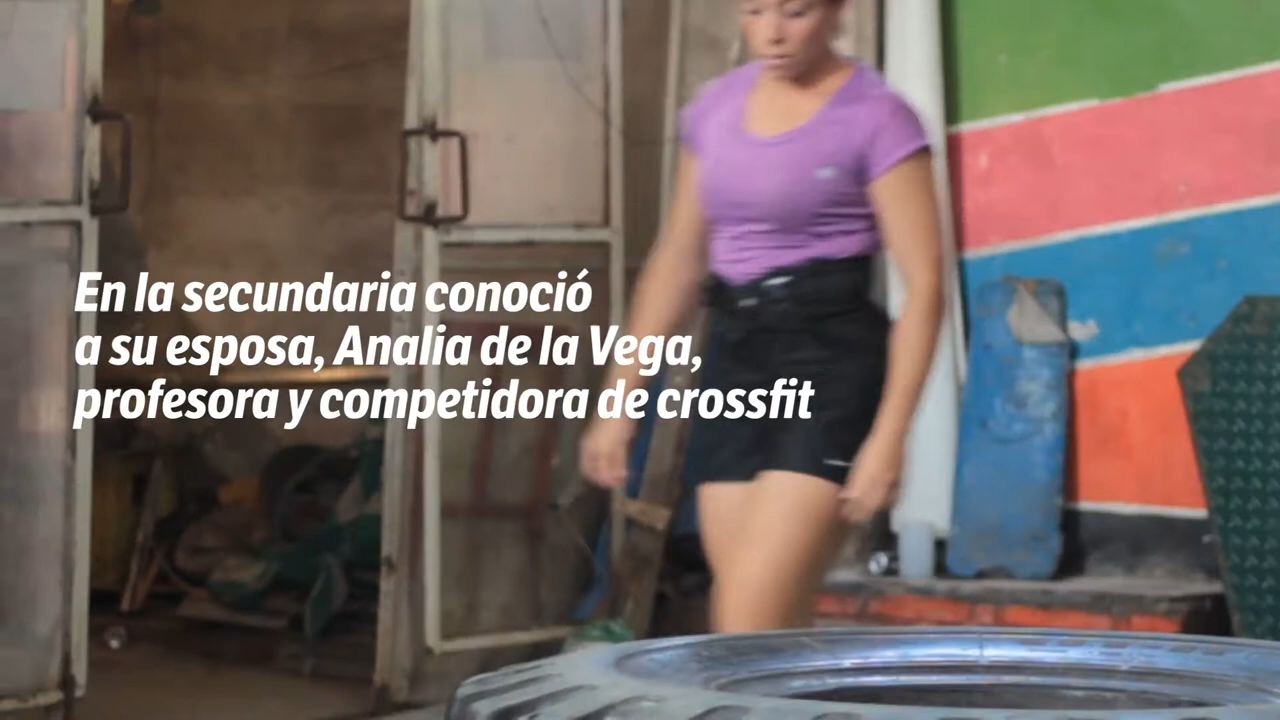 En la secundaria conoció
a su esposa, Analia de la Vega,
profesora y competidora de crossfit